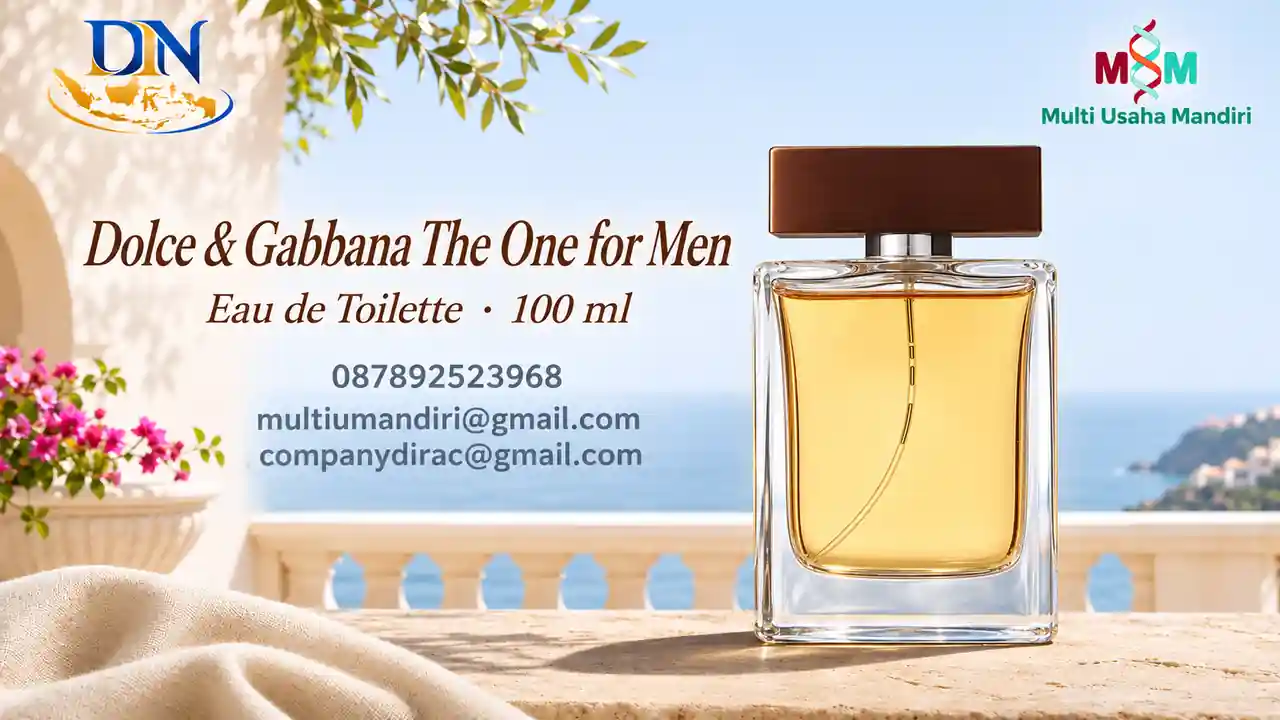 DN
MSM
Multi Usaha Mandiri
Dolce & Gabbana The One for Men
Eau de Toilette · 100 ml
087892523968
multiumandiri@gmail.com
companydirac@gmail.com